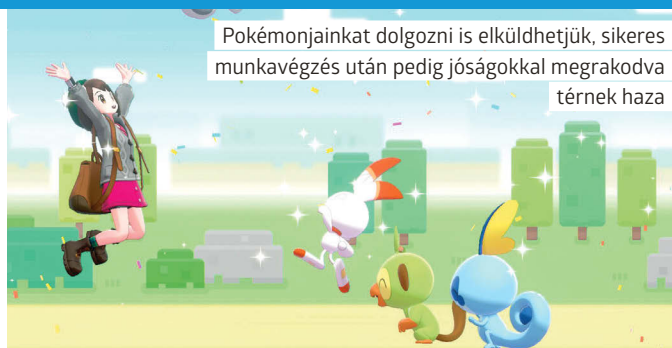 Pokémonjainkat dolgozni is elküldhetjük, sikeres
munkavégzés után pedig jóságokkal megrakodva
térnek haza